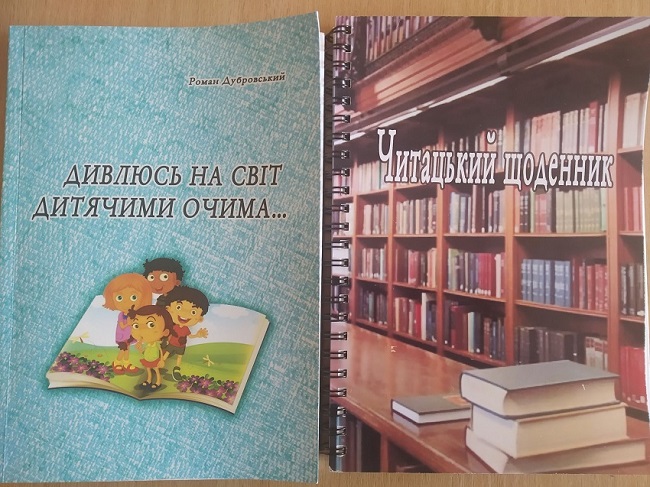 Роман Дубровський
ДИВЛЮСЬ НА СВІТ
ДИТЯЧИМИ ОЧИМА...
Читацький щоденник